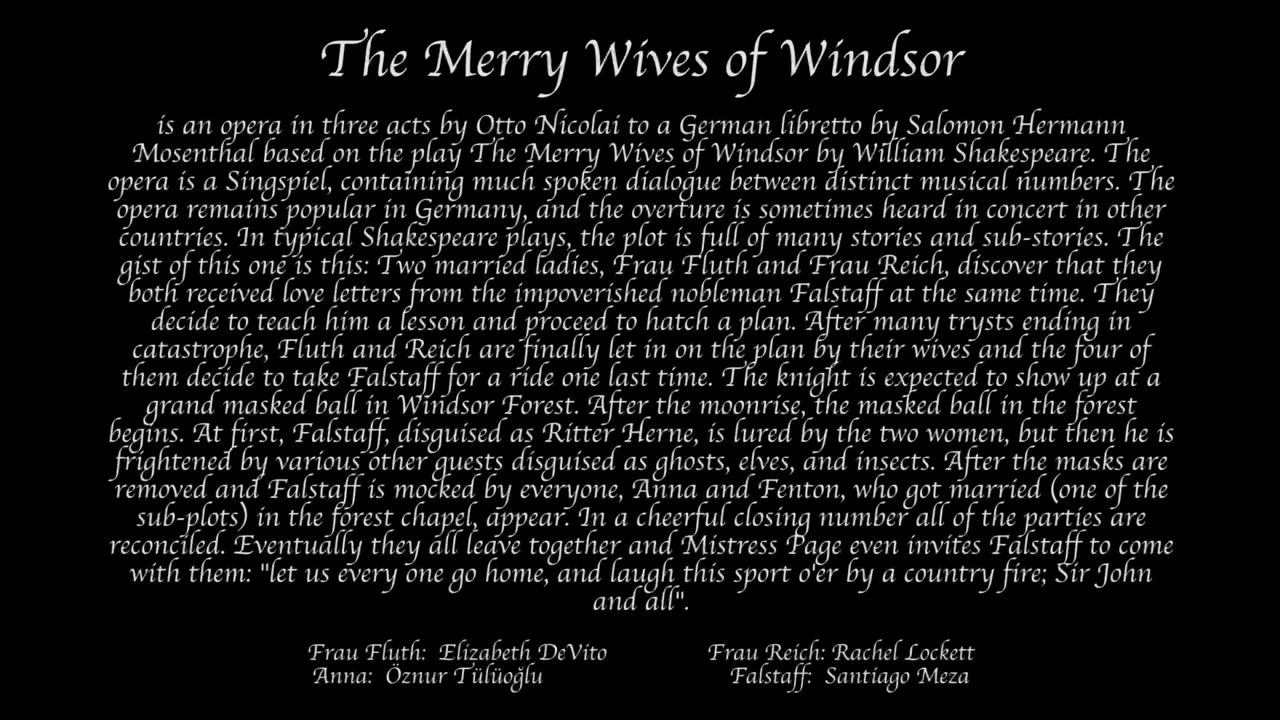 The Merry Wives of Windsor
is an opera in three acts by Otto Nicolai to a German libretto by Salomon Hermann
Mosenthal based on the play The Merry Wives of Windsor by William Shakespeare. The
opera is a Singspiel, containing much spoken dialogue between distinct musical numbers. The
opera remains popular in Germany, and the overture is sometimes heard in concert in other
countries. In typical Shakespeare plays, the plot is full of many stories and sub-stories. The
gist of this one is this: Two married ladies, Frau Fluth and Frau Reich, discover that they
both received love letters from the impoverished nobleman Falstaff at the same time. They
decide to teach him a lesson and proceed to hatch a plan. After many trysts ending in
catastrophe, Fluth and Reich are finally let in on the plan by their wives and the four of
them decide to take Falstaff for a ride one last time. The knight is expected to show up at a
grand masked ball in Windsor Forest. After the moonrise, the masked ball in the forest
begins. At first, Falstaff, disguised as Ritter Herne, is lured by the two women, but then he is
frightened by various other guests disguised as ghosts, elves, and insects. After the masks are
removed and Falstaff is mocked by everyone, Anna and Fenton, who got married (one of the
sub-plots) in the forest chapel, appear. In a cheerful closing number all of the parties are
reconciled. Eventually they all leave together and Mistress Page even invites Falstaff to come
with them: "let us every one go home, and laugh this sport o'er by a country fire; Sir John
and all".
Frau Fluth: Elizabeth DeVito Frau Reich: Rachel Lockett
Anna: Öznur Tülüoğlu Falstaff: Santiago Meza